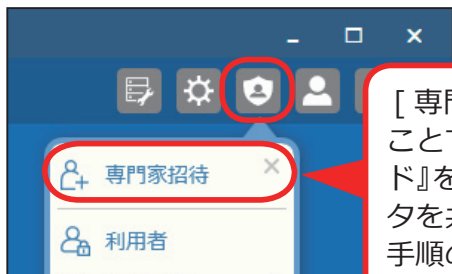 専門家招待
利用者
[ 専門
ことで
ド』を
タを共
手順の